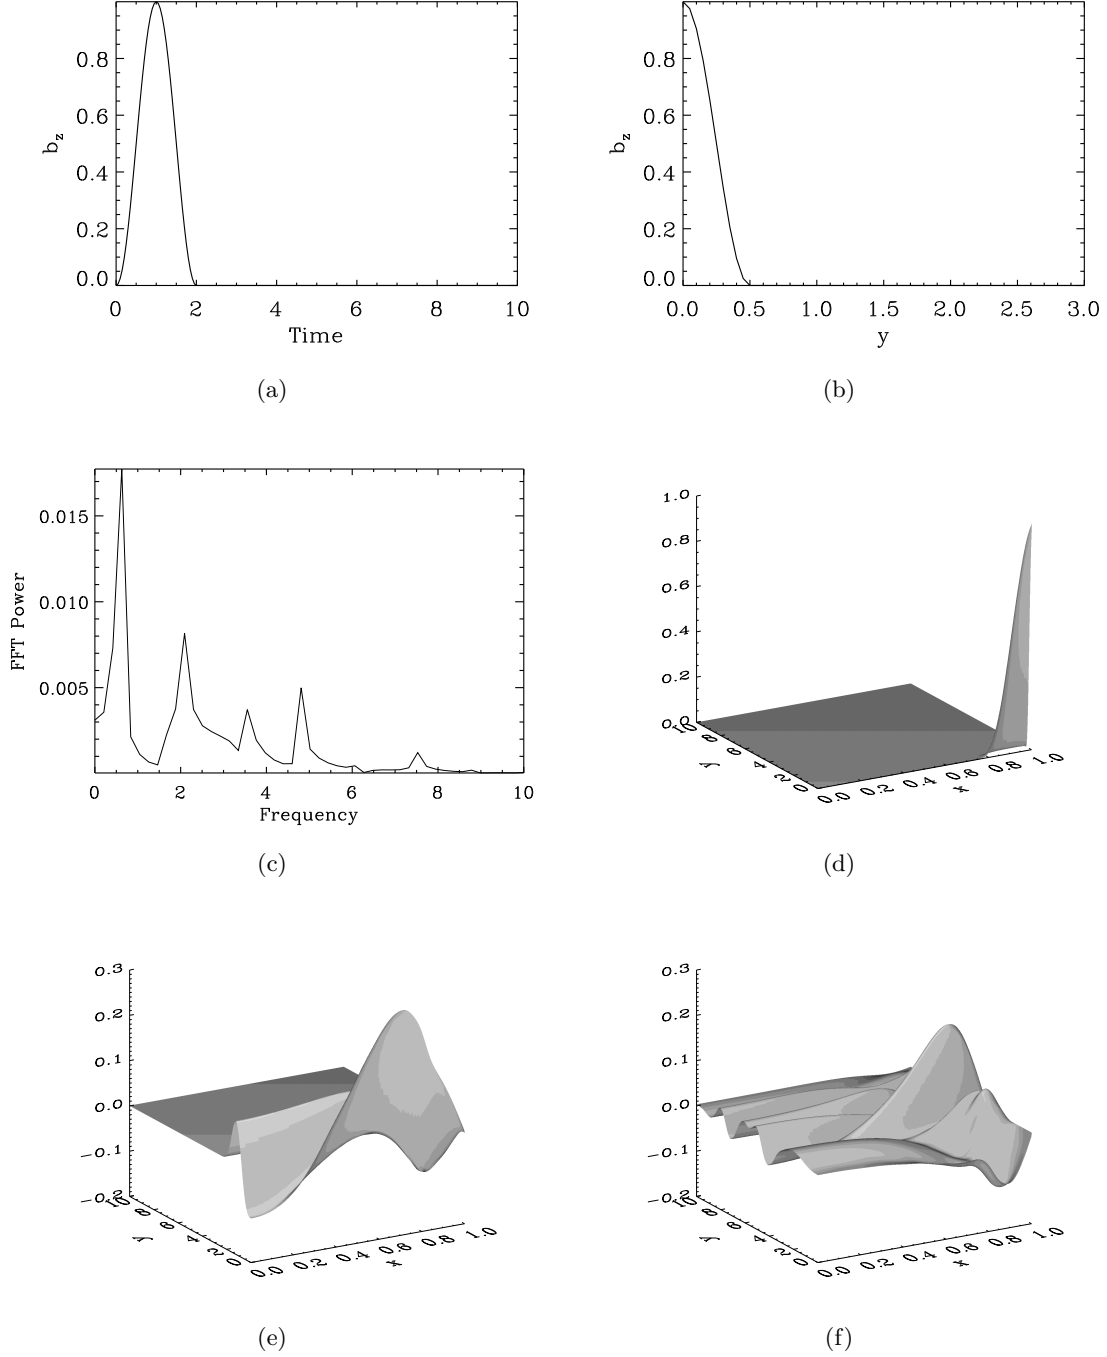 0.8 0.6 0.4 0.2 0.0
b_z
0 2 4 6 8 10
Time
(a)
0.8 0.6 0.4 0.2 0.0
b_z
0.0 0.5 1.0 1.5 2.0 2.5 3.0
y
(b)
0.015 0.010 0.005
FFT Power
0 2 4 6 8 10
Frequency
(c)
1.0 0.8 0.6 0.4 0.2 0.0
10 8 6 4 2 0
y
0.0 0.2 0.4 0.6 0.8 1.0
x
(d)
0.3 0.2 0.1 0.0 −0.1 −0.2
10 8 6 4 2 0
y
0.0 0.2 0.4 0.6 0.8 1.0
x
(e)
0.3 0.2 0.1 0.0 −0.1 −0.2
10 8 6 4 2 0
y
0.0 0.2 0.4 0.6 0.8 1.0
x
(f)